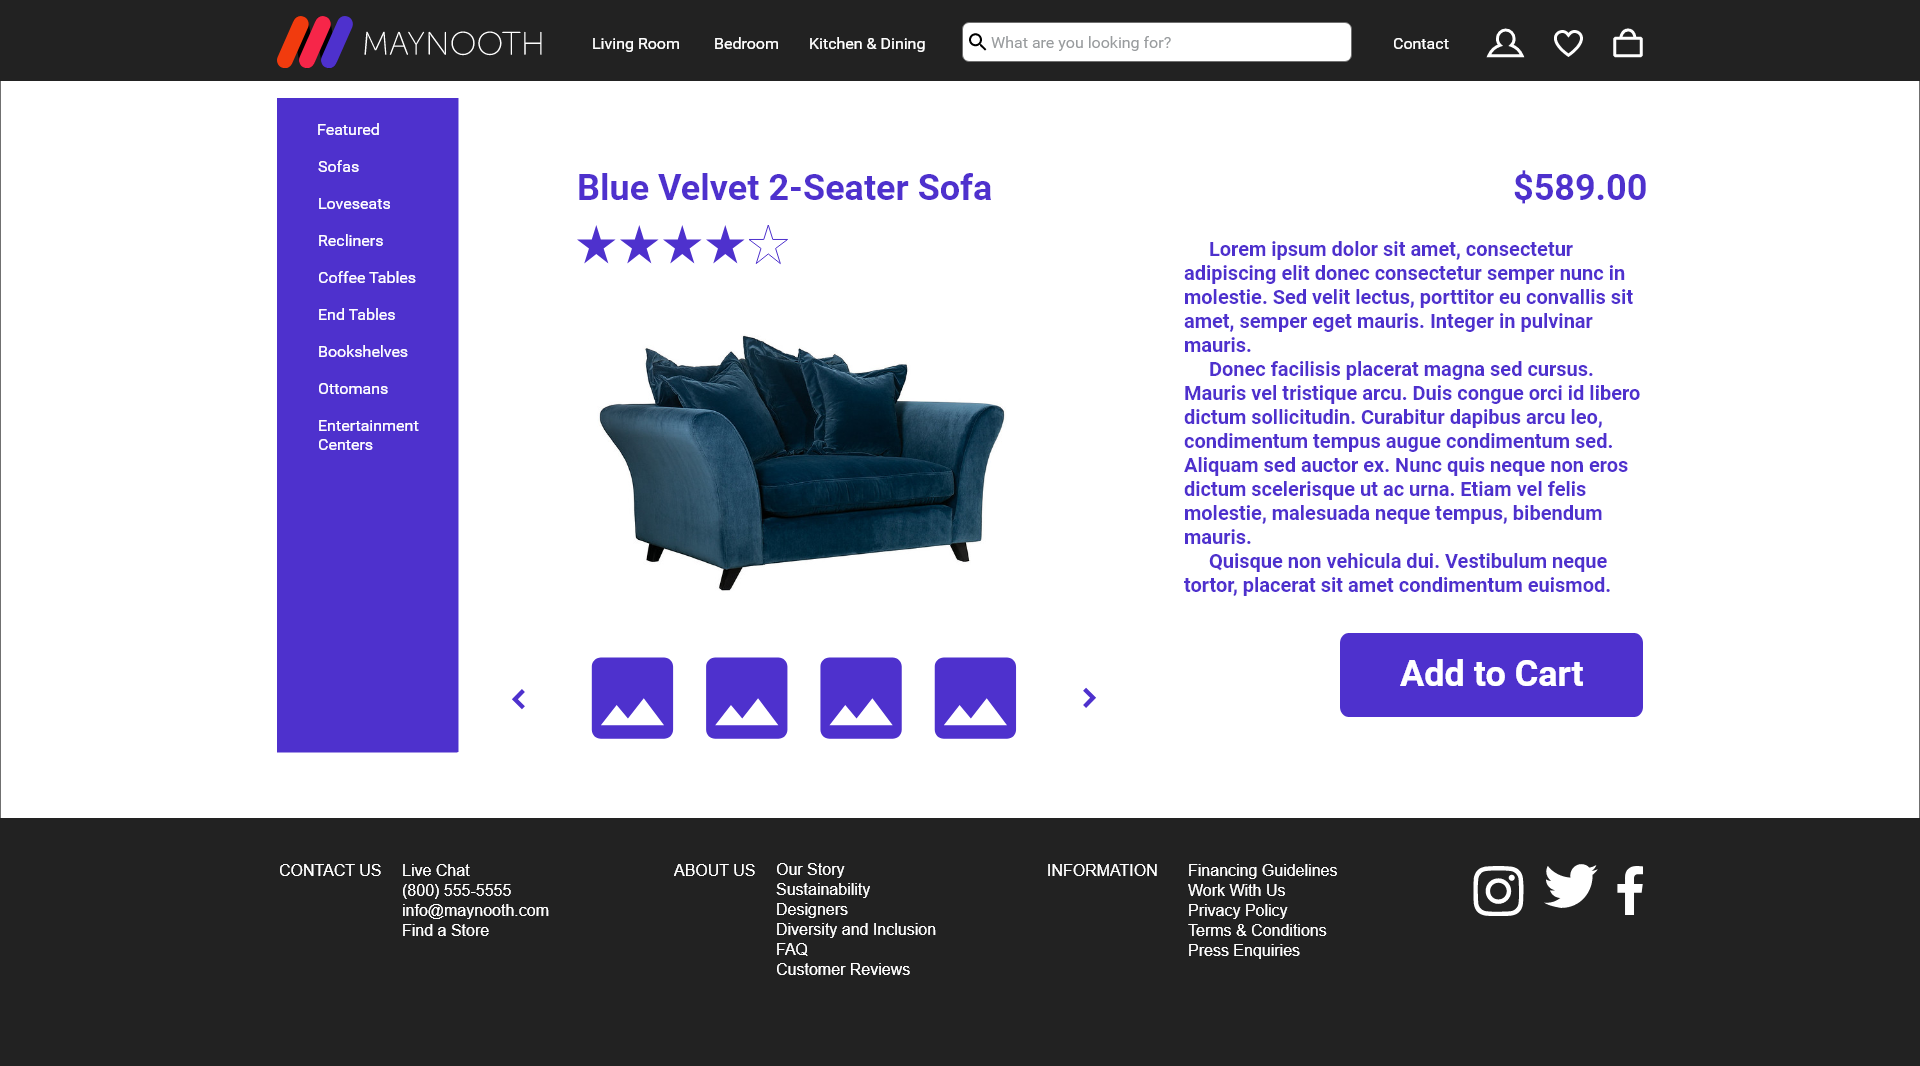 MAYNOOTH
Living Room
Bedroom
Kitchen & Dining
What are you looking for?
Contact
Featured
Sofas
Loveseats
Recliners
Coffee Tables
End Tables
Bookshelves
Ottomans
Entertainment
Centers
Blue Velvet 2-Seater Sofa
$589.00
Lorem ipsum dolor sit amet, consectetur
adipiscing elit donec consectetur semper nunc in
molestie. Sed velit lectus, porttitor eu convallis sit
amet, semper eget mauris. Integer in pulvinar
mauris.
Donec facilisis placerat magna sed cursus.
Mauris vel tristique arcu. Duis congue orci id libero
dictum sollicitudin. Curabitur dapibus arcu leo,
condimentum tempus augue condimentum sed.
Aliquam sed auctor ex. Nunc quis neque non eros
dictum scelerisque ut ac urna. Etiam vel felis
molestie, malesuada neque tempus, bibendum
mauris.
Quisque non vehicula dui. Vestibulum neque
tortor, placerat sit amet condimentum euismod.
Add to Cart
CONTACT US
Live Chat
(800) 555-5555
info@maynooth.com
Find a Store
ABOUT US
Our Story
Sustainability
Designers
Diversity and Inclusion
FAQ
Customer Reviews
INFORMATION
Financing Guidelines
Work With Us
Privacy Policy
Terms & Conditions
Press Enquiries